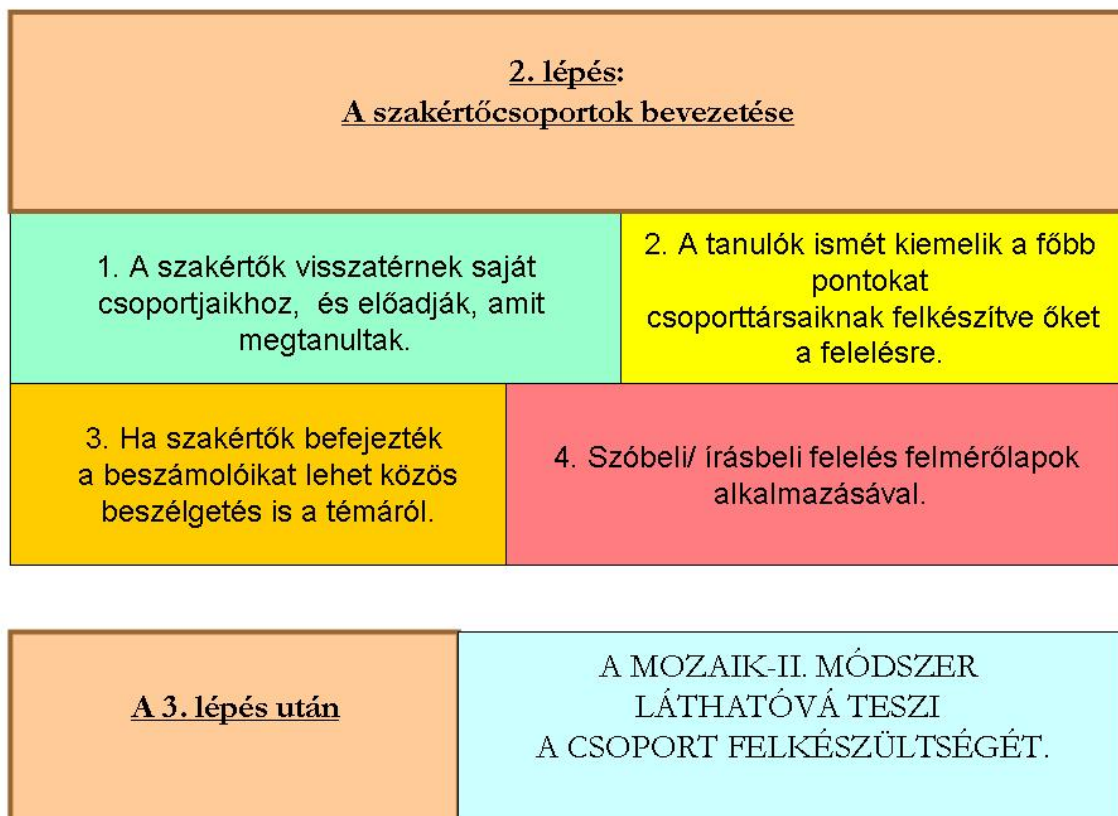 2. lépés:
A szakértőcsoportok bevezetése
1. A szakértők visszatérnek saját
csoportjaikhoz, és előadják, amit
megtanultak.
2. A tanulók ismét kiemelik a főbb
pontokat
csoporttársaiknak felkészítve őket
a felelésre.
3. Ha szakértők befejezték
a beszámolóikat lehet közös
beszélgetés is a témáról.
4. Szóbeli/ írásbeli felelés felmérőlapok
alkalmazásával.
A 3. lépés után
A MOZAIK-II. MÓDSZER
LÁTHATÓVÁ TESZI
A CSOPORT FELKÉSZÜLTSÉGÉT.